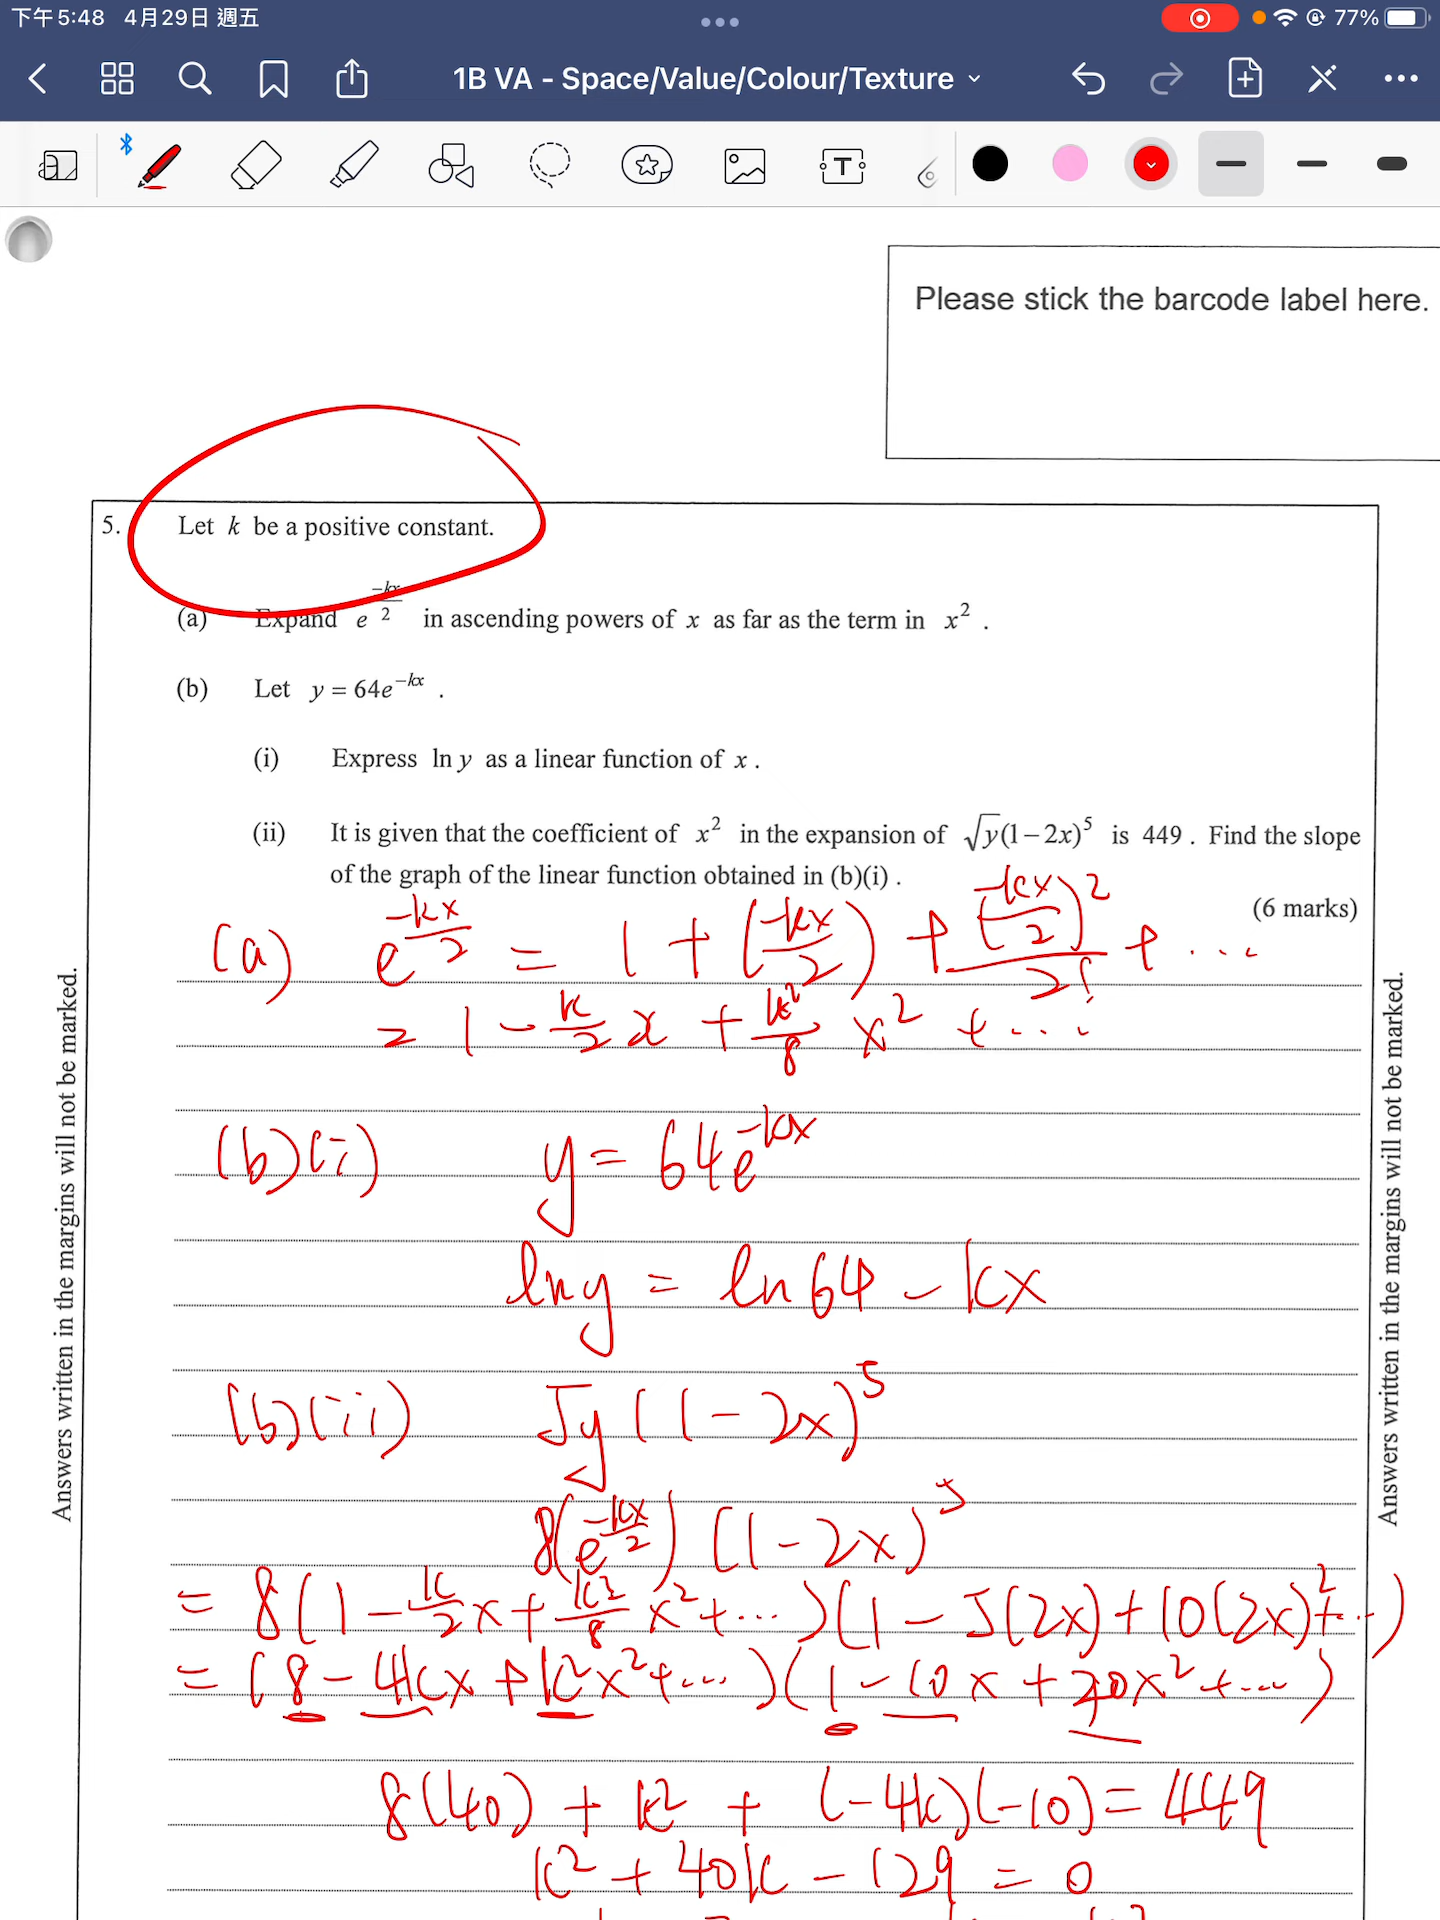 下午5:48 4月29日 週五
77%
1B VA - Space/Value/Colour/Texture
Please stick the barcode label here.
5. Let k be a positive constant.
(a) Expand e^(-kx/2) in ascending powers of x as far as the term in x² .
(b) Let y = 64e^(-kx) .
(i) Express ln y as a linear function of x .
(ii) It is given that the coefficient of x² in the expansion of √y(1−2x)⁵ is 449 . Find the slope
of the graph of the linear function obtained in (b)(i) .
(6 marks)
Answers written in the margins will not be marked.
Answers written in the margins will not be marked.
(a) e^(-kx/2) = 1 + (-kx/2) + (-kx/2)²/2! + ...
= 1 - k/2 x + k²/8 x² + ...
(b)(i) y = 64e^(-kx)
ln y = ln 64 - kx
(b)(ii) √y (1-2x)⁵
8(e^(-kx/2)) (1-2x)⁵
= 8(1 - k/2 x + k²/8 x² + ...)(1 - 5(2x) + 10(2x)² + ...)
= (8 - 4kx + k²x² + ...)(1 - 10x + 40x² + ...)
8(40) + k² + (-4k)(-10) = 449
k² + 40k - 129 = 0